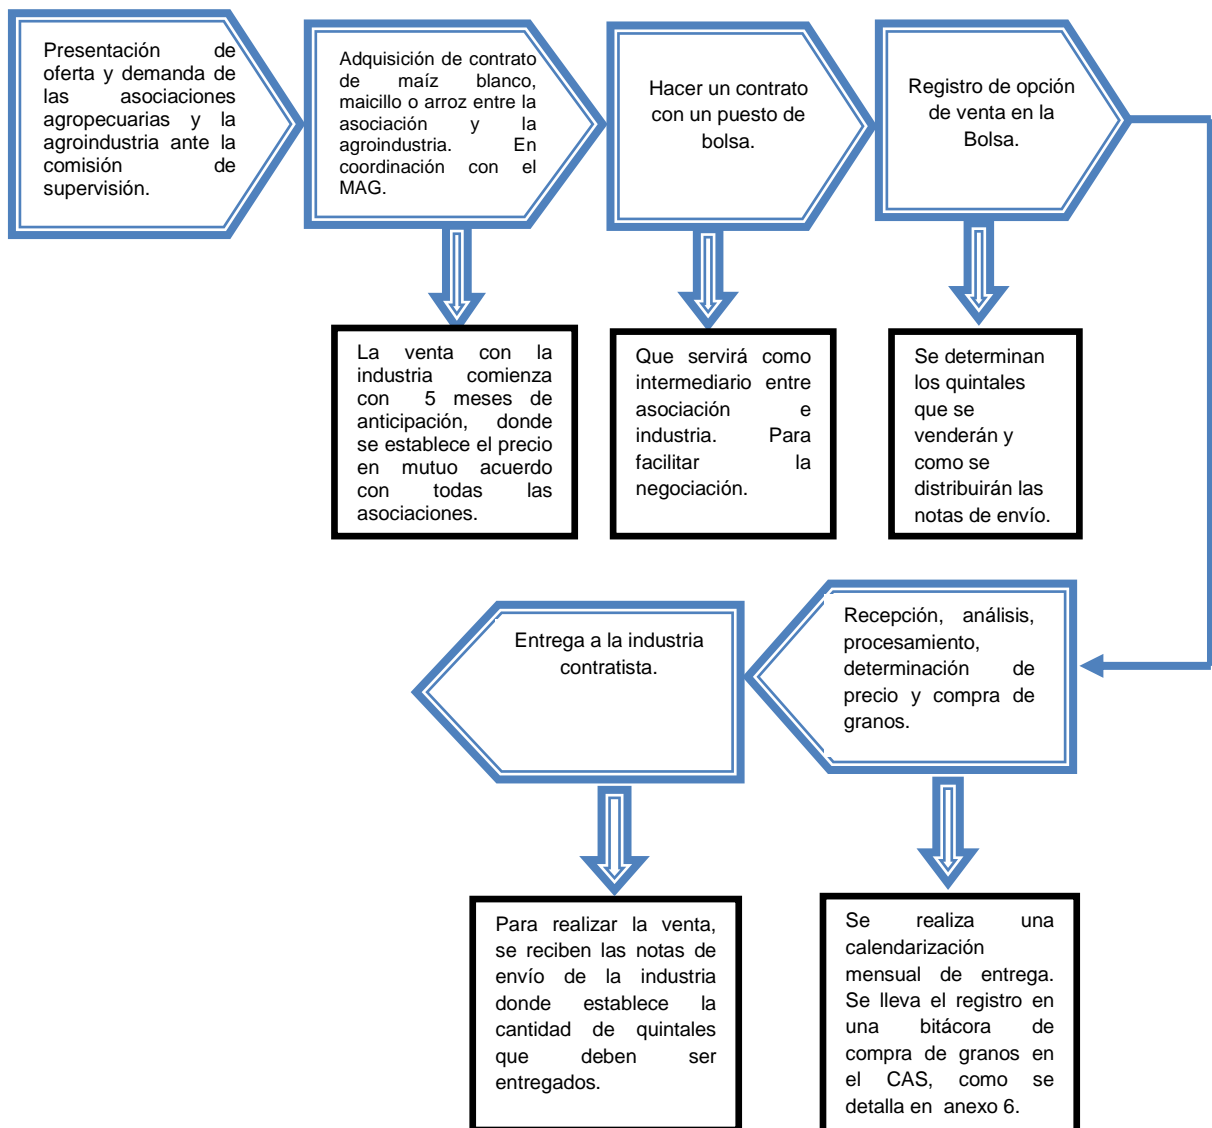 Presentación de
oferta y demanda de
las asociaciones
agropecuarias y la
agroindustria ante la
comisión de
supervisión.
Adquisición de contrato
de maíz blanco,
maicillo o arroz entre la
asociación y la
agroindustria. En
coordinación con el
MAG.
Hacer un contrato
con un puesto de
bolsa.
Registro de opción
de venta en la
Bolsa.
La venta con la
industria comienza
con 5 meses de
anticipación, donde
se establece el precio
en mutuo acuerdo
con todas las
asociaciones.
Que servirá como
intermediario entre
asociación e
industria. Para
facilitar la
negociación.
Se determinan
los quintales
que se
venderán y
como se
distribuirán las
notas de envío.
Recepción, análisis,
procesamiento,
determinación de
precio y compra de
granos.
Entrega a la industria
contratista.
Se realiza una
calendarización
mensual de entrega.
Se lleva el registro en
una bitácora de
compra de granos en
el CAS, como se
detalla en anexo 6.
Para realizar la venta,
se reciben las notas de
envío de la industria
donde establece la
cantidad de quintales
que deben ser
entregados.